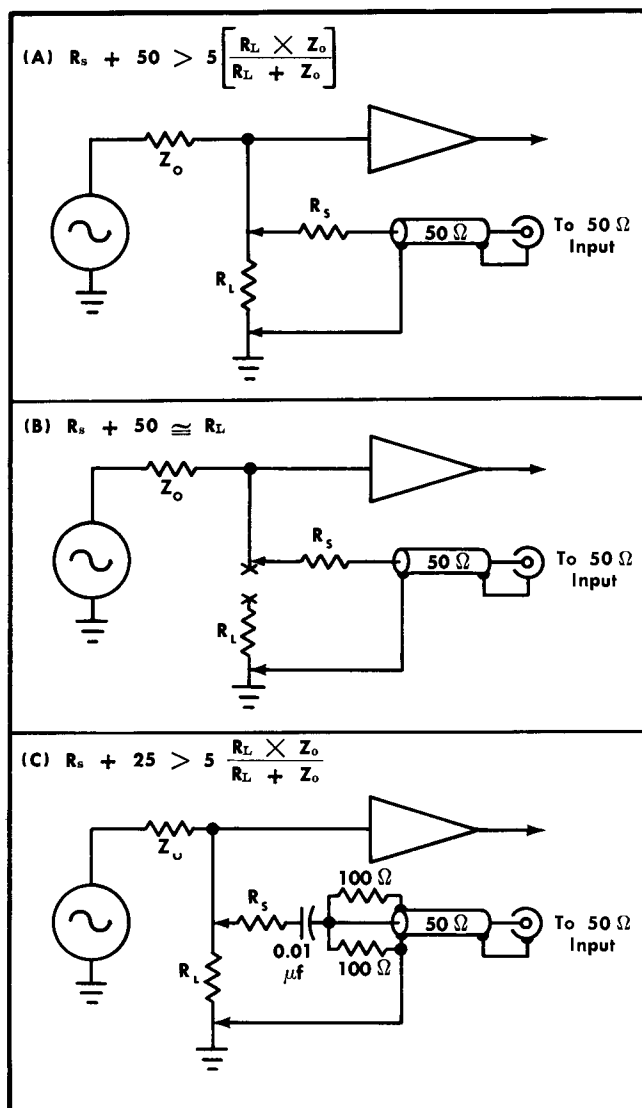 (A) Rs + 50 > 5 [ RL × Zo / RL + Zo ]
Zo
Rs
50 Ω
To 50 Ω
Input
RL
(B) Rs + 50 ≅ RL
Zo
Rs
50 Ω
To 50 Ω
Input
RL
(C) Rs + 25 > 5 RL × Zo / RL + Zo
Zo
100 Ω
Rs
50 Ω
To 50 Ω
Input
0.01
μf
100 Ω
RL